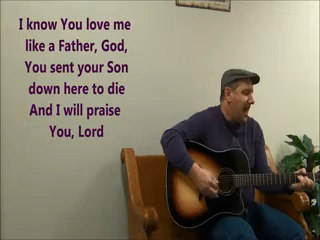 I know You love me
like a Father, God,
You sent your Son
down here to die
And I will praise
You, Lord